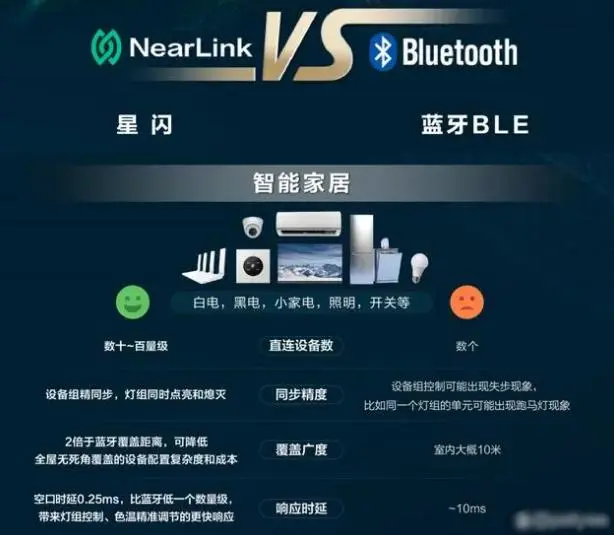 NearLink VS Bluetooth
星闪 蓝牙BLE
智能家居
白电，黑电，小家电，照明，开关等
数十~百量级 直连设备数 数个
设备组精同步，灯组同时点亮和熄灭 同步精度 设备组控制可能出现失步现象，
比如同一个灯组的单元可能出现跑马灯现象
2倍于蓝牙覆盖距离，可降低
全屋无死角覆盖的设备配置复杂度和成本 覆盖广度 室内大概10米
空口时延0.25ms，比蓝牙低一个数量级，
带来灯组控制、色温精准调节的更快响应 响应时延 ~10ms